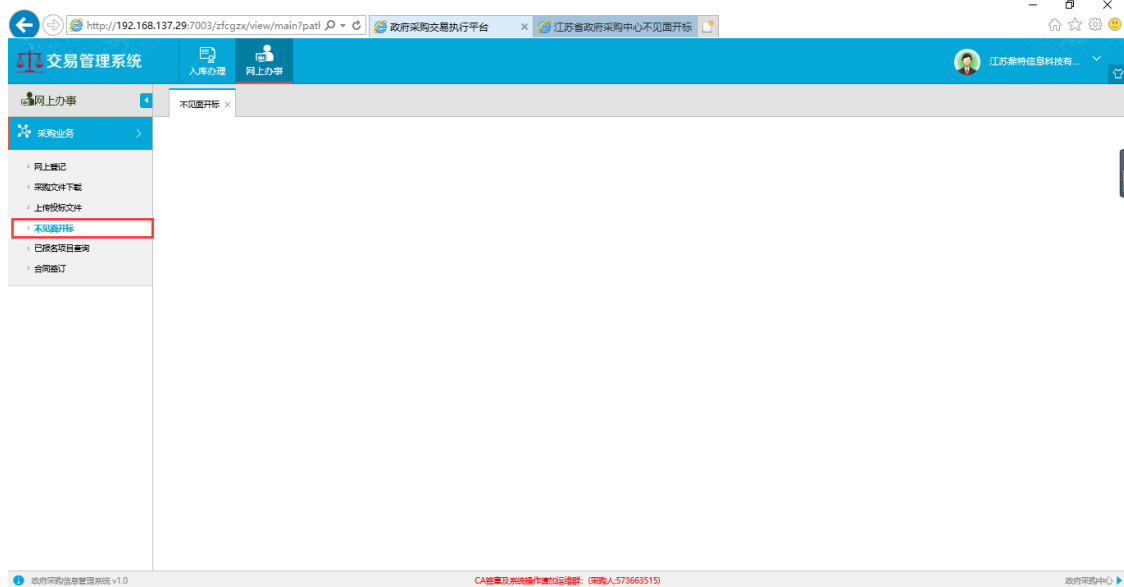 http://192.168.137.29:7003/zfcgzx/view/main?patl
政府采购交易执行平台
江苏省政府采购中心不见面开标
交易管理系统
入库办理
网上办事
江苏乘特信息科技有...
网上办事
不见面开标
采购业务
网上登记
采购文件下载
上传投标文件
不见面开标
已报名项目查询
合同签订
政府采购信息管理系统 v1.0
CA签章及系统操作请加运维群：(采购人:573663515)
政府采购中心